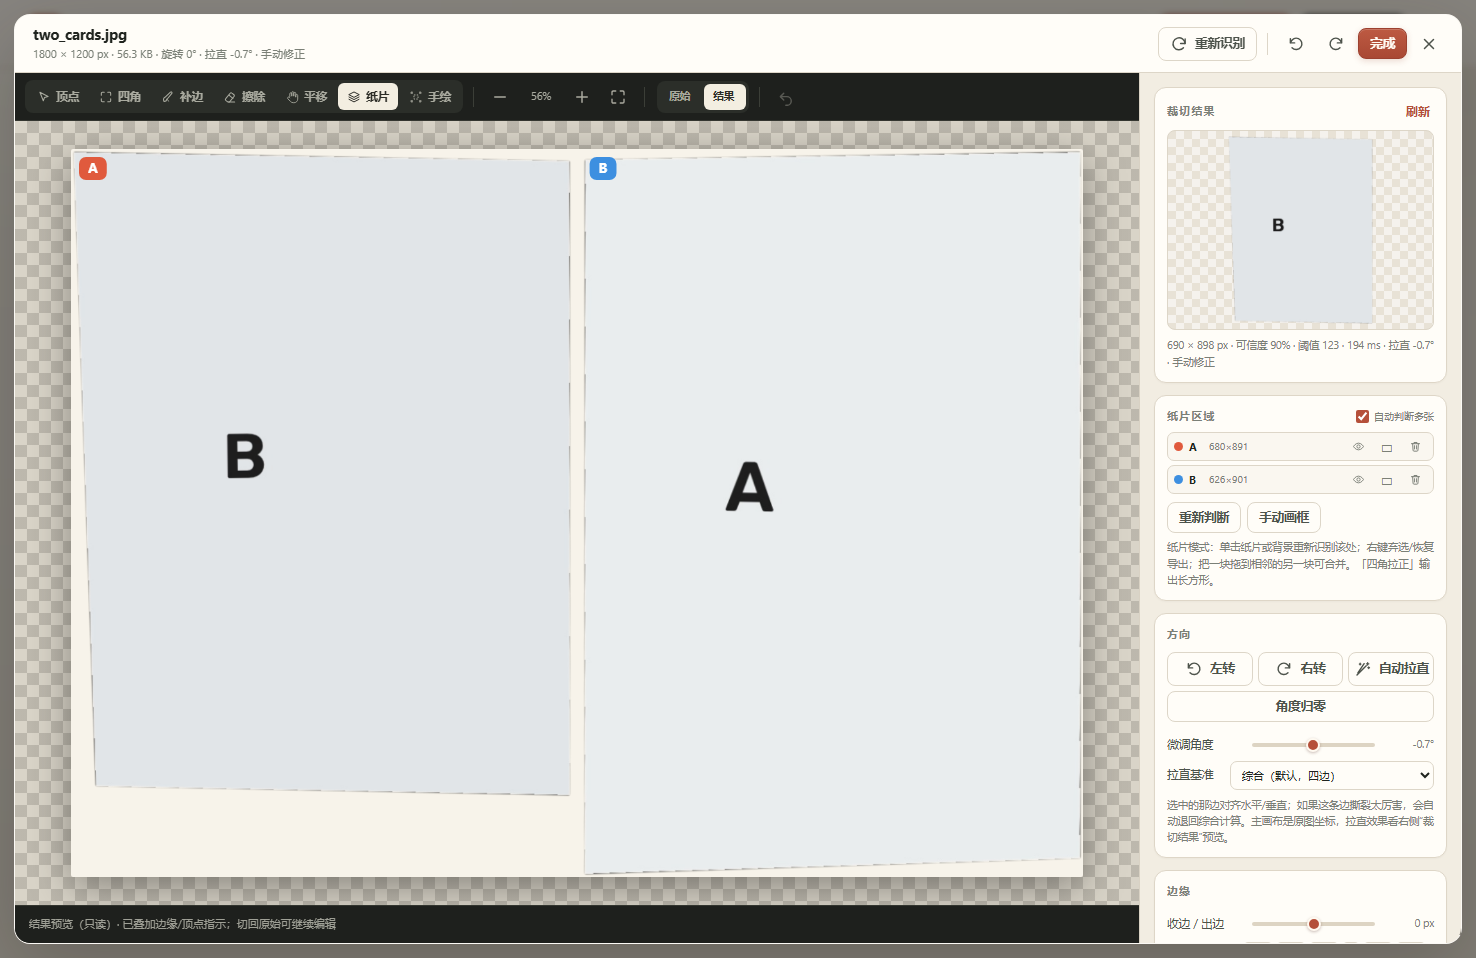 two_cards.jpg
1800 × 1200 px · 56.3 KB · 旋转 0° · 拉直 -0.7° · 手动修正
重新识别
完成
顶点 四角 补边 擦除 平移 纸片 手绘 56% 原始 结果
A
B
B
A
结果预览（只读）· 已叠加边缘/顶点指示；切回原始可继续编辑
裁切结果 刷新
B
690 × 898 px · 可信度 90% · 阈值 123 · 194 ms · 拉直 -0.7°
· 手动修正
纸片区域 自动判断多张
A 680×891
B 626×901
重新判断 手动画框
纸片模式：单击纸片或背景重新识别该处；右键弃选/恢复
导出；把一块拖到相邻的另一块可合并。「四角拉正」输
出长方形。
方向
左转 右转 自动拉直
角度归零
微调角度 -0.7°
拉直基准 综合（默认，四边）
选中的那边对齐水平/垂直；如果这条边撕裂太厉害，会自
动退回综合计算。主画布是原图坐标，拉直效果看右侧“裁
切结果”预览。
边缘
收边 / 出边 0 px